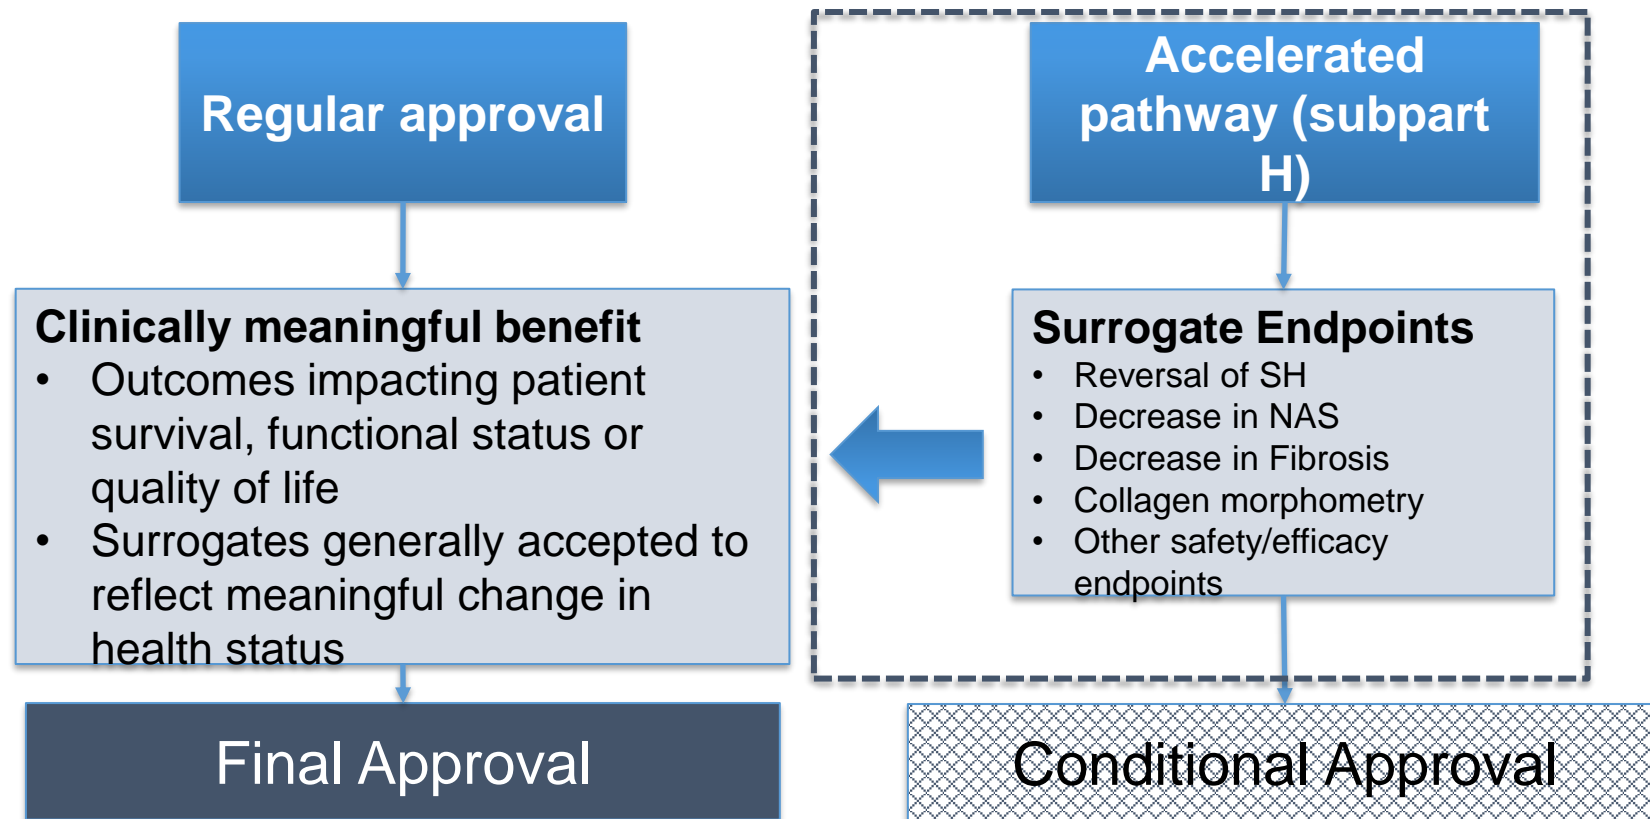 Regular approval
Clinically meaningful benefit
• Outcomes impacting patient
survival, functional status or
quality of life
• Surrogates generally accepted to
reflect meaningful change in
health status
Final Approval
Accelerated
pathway (subpart
H)
Surrogate Endpoints
• Reversal of SH
• Decrease in NAS
• Decrease in Fibrosis
• Collagen morphometry
• Other safety/efficacy
endpoints
Conditional Approval